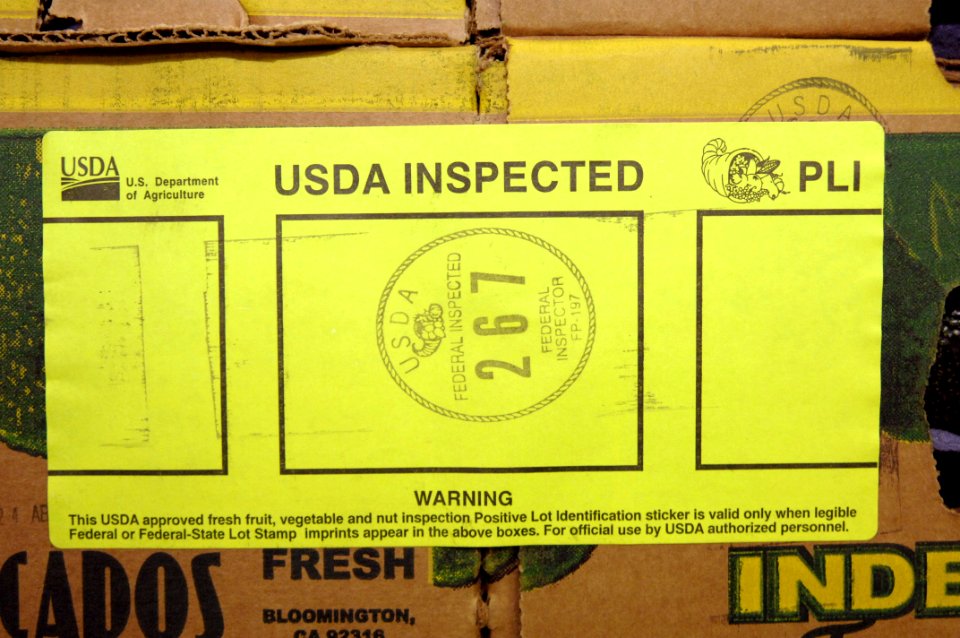 USDA
USDA
U.S. Department
of Agriculture
USDA INSPECTED
PLI
USDA
FEDERAL INSPECTED
267
FEDERAL
INSPECTOR
FP-197
WARNING
This USDA approved fresh fruit, vegetable and nut inspection Positive Lot Identification sticker is valid only when legible
Federal or Federal-State Lot Stamp imprints appear in the above boxes. For official use by USDA authorized personnel.
CADOS
FRESH
BLOOMINGTON,
CA 92316
INDE